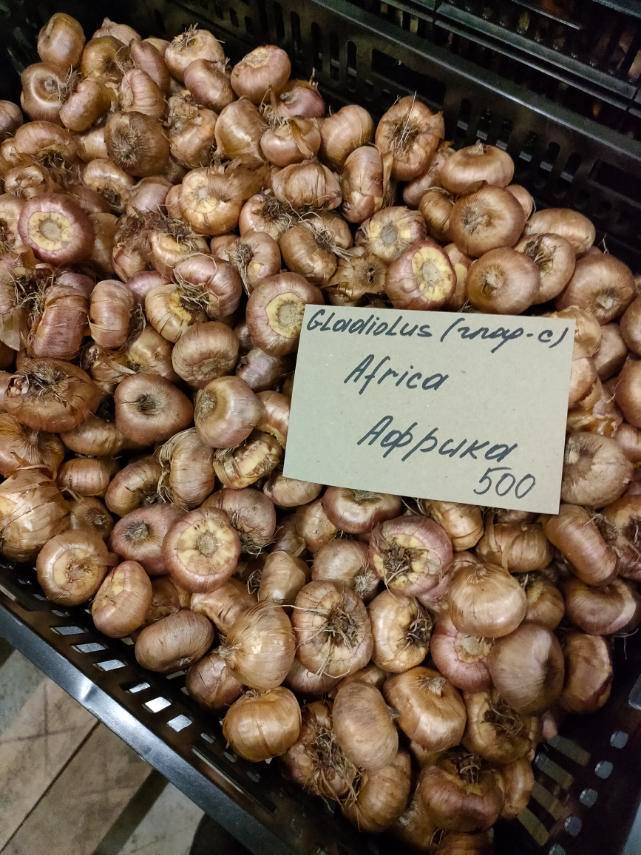 Gladiolus (глад-с)
Africa
Африка
500